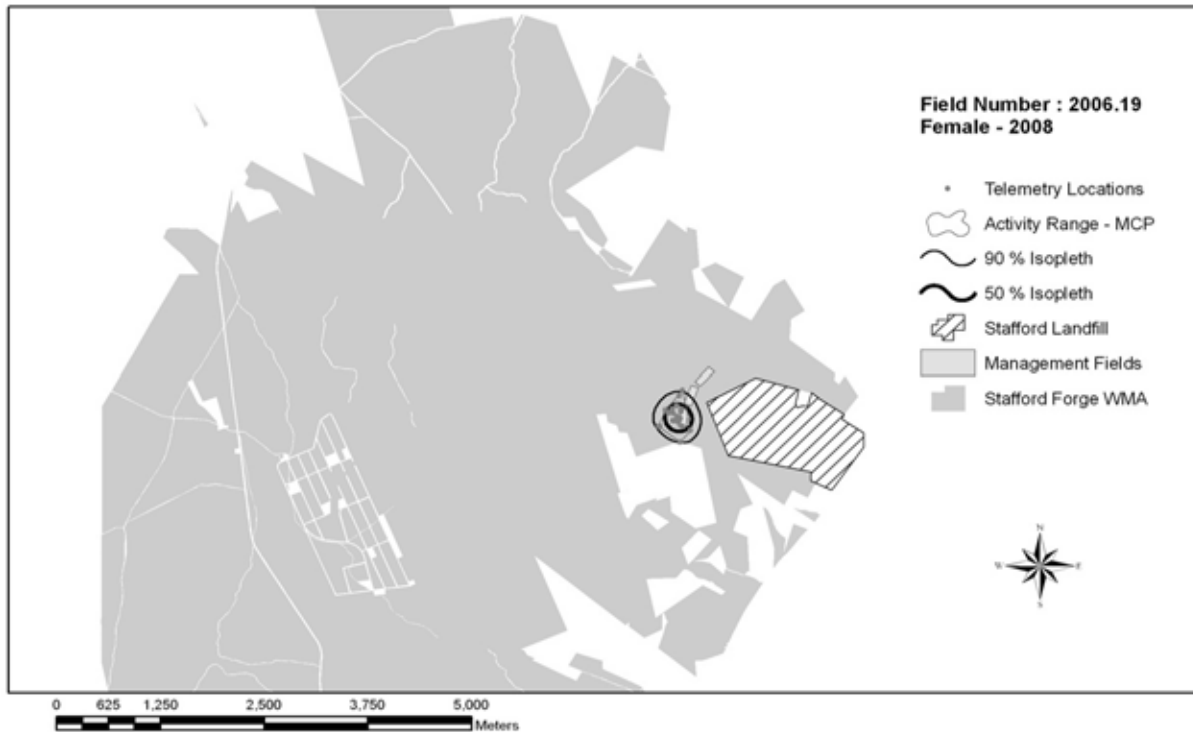 Field Number : 2006.19
Female - 2008
Telemetry Locations
Activity Range - MCP
90 % Isopleth
50 % Isopleth
Stafford Landfill
Management Fields
Stafford Forge WMA
N
W E
S
0 625 1,250 2,500 3,750 5,000
Meters